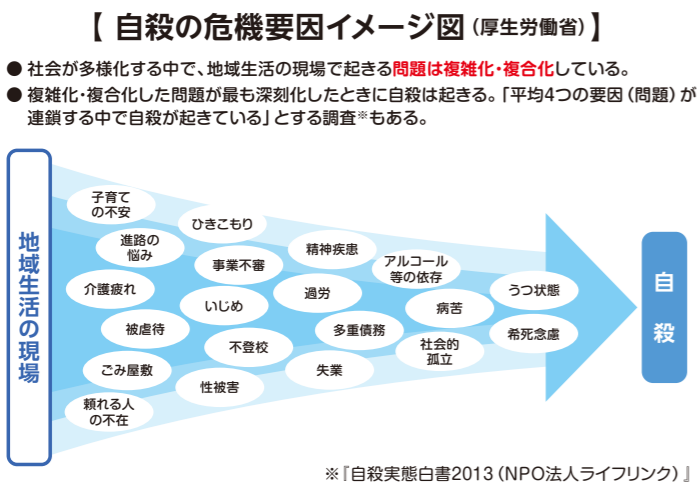 【 自殺の危機要因イメージ図（厚生労働省）】
● 社会が多様化する中で、地域生活の現場で起きる問題は複雑化・複合化している。
● 複雑化・複合化した問題が最も深刻化したときに自殺は起きる。「平均4つの要因（問題）が
連鎖する中で自殺が起きている」とする調査※もある。
地域生活の現場
子育て
の不安
ひきこもり
進路の
悩み
精神疾患
事業不審
アルコール
等の依存
介護疲れ
いじめ
過労
うつ状態
病苦
被虐待
多重債務
希死念慮
不登校
社会的
孤立
ごみ屋敷
失業
性被害
頼れる人
の不在
自殺
※『自殺実態白書2013（NPO法人ライフリンク）』